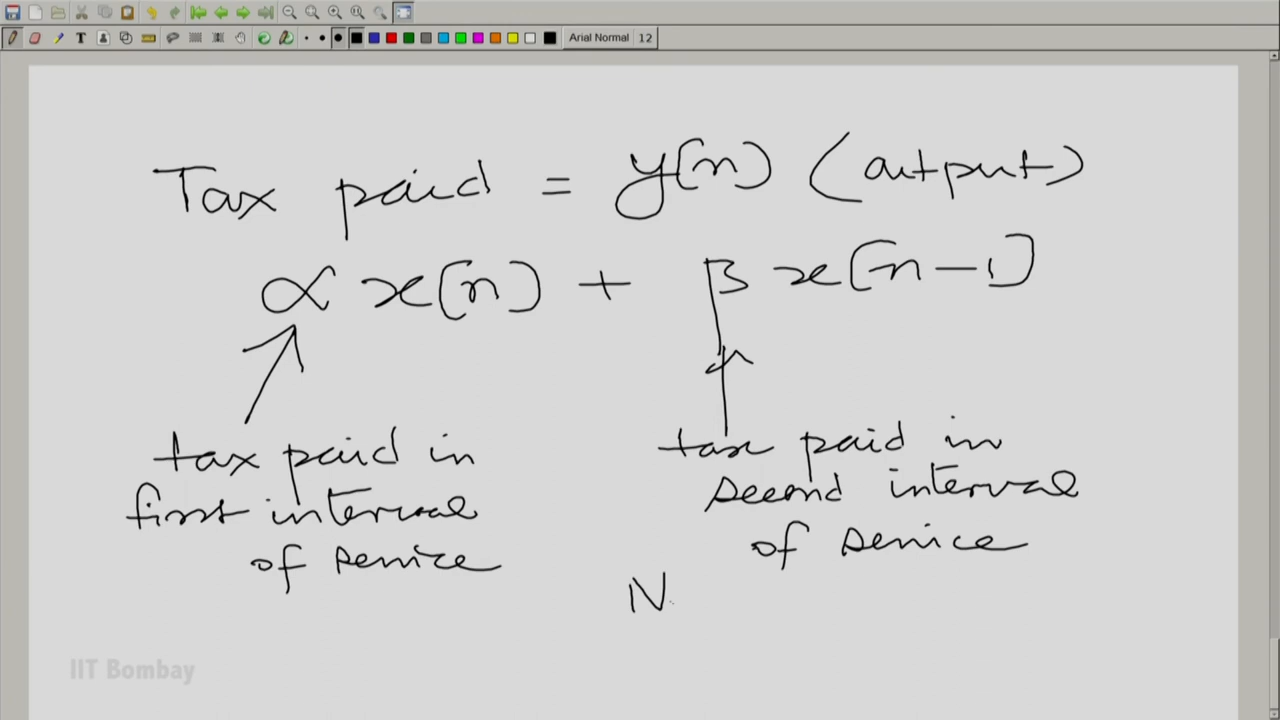 T Arial Normal 12
Tax paid = y[n] (output)
α x[n] + β x[n-1]
tax paid in
first interval
of service
tax paid in
second interval
of service
N
IIT Bombay